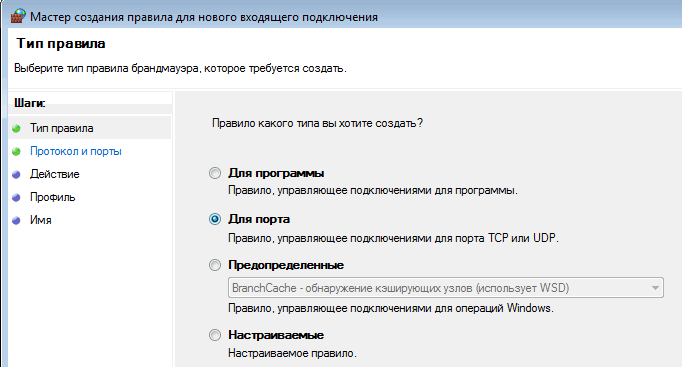 Мастер создания правила для нового входящего подключения
Тип правила
Выберите тип правила брандмауэра, которое требуется создать.
Шаги:
Тип правила
Протокол и порты
Действие
Профиль
Имя
Правило какого типа вы хотите создать?
Для программы
Правило, управляющее подключениями для программы.
Для порта
Правило, управляющее подключениями для порта TCP или UDP.
Предопределенные
BranchCache - обнаружение кэширующих узлов (использует WSD)
Правило, управляющее подключениями для операций Windows.
Настраиваемые
Настраиваемое правило.